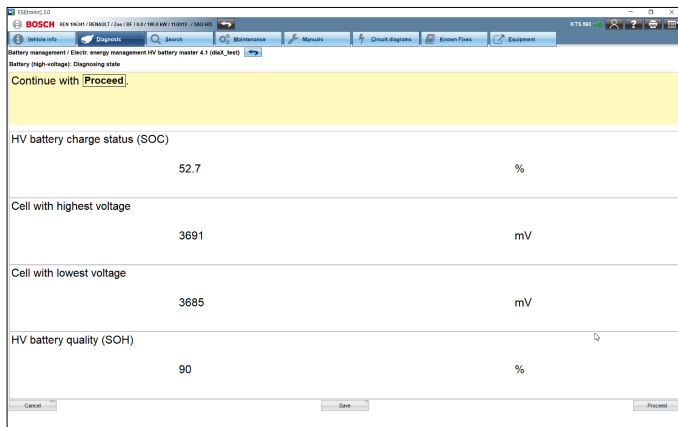 ESI[tronic] 2.0
BOSCH REN 106341 / RENAULT / Zoe / BF / 0.0 / 100.0 kW / 11/2019 - / 5AQ 605 KTS 560
Vehicle info Diagnosis Search Maintenance Manuals Circuit diagrams Known Fixes Equipment
Battery management / Electr. energy management HV battery master 4.1 (diaX_test)
Battery (high-voltage): Diagnosing state
Continue with Proceed.
HV battery charge status (SOC)
52.7 %
Cell with highest voltage
3691 mV
Cell with lowest voltage
3685 mV
HV battery quality (SOH)
90 %
Cancel Save Proceed